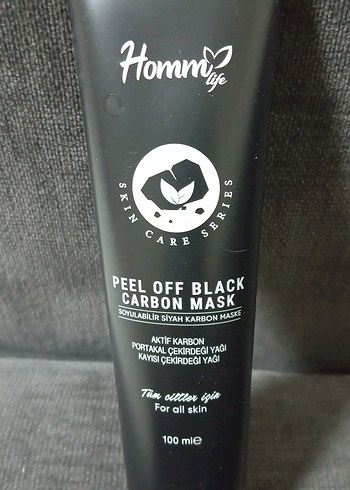 Homm
life
SKIN CARE SERIES
PEEL OFF BLACK
CARBON MASK
SOYULABİLİR SİYAH KARBON MASKE
AKTİF KARBON
PORTAKAL ÇEKİRDEĞİ YAĞI
KAYISI ÇEKİRDEĞİ YAĞI
Tüm ciltler için
For all skin
100 ml℮